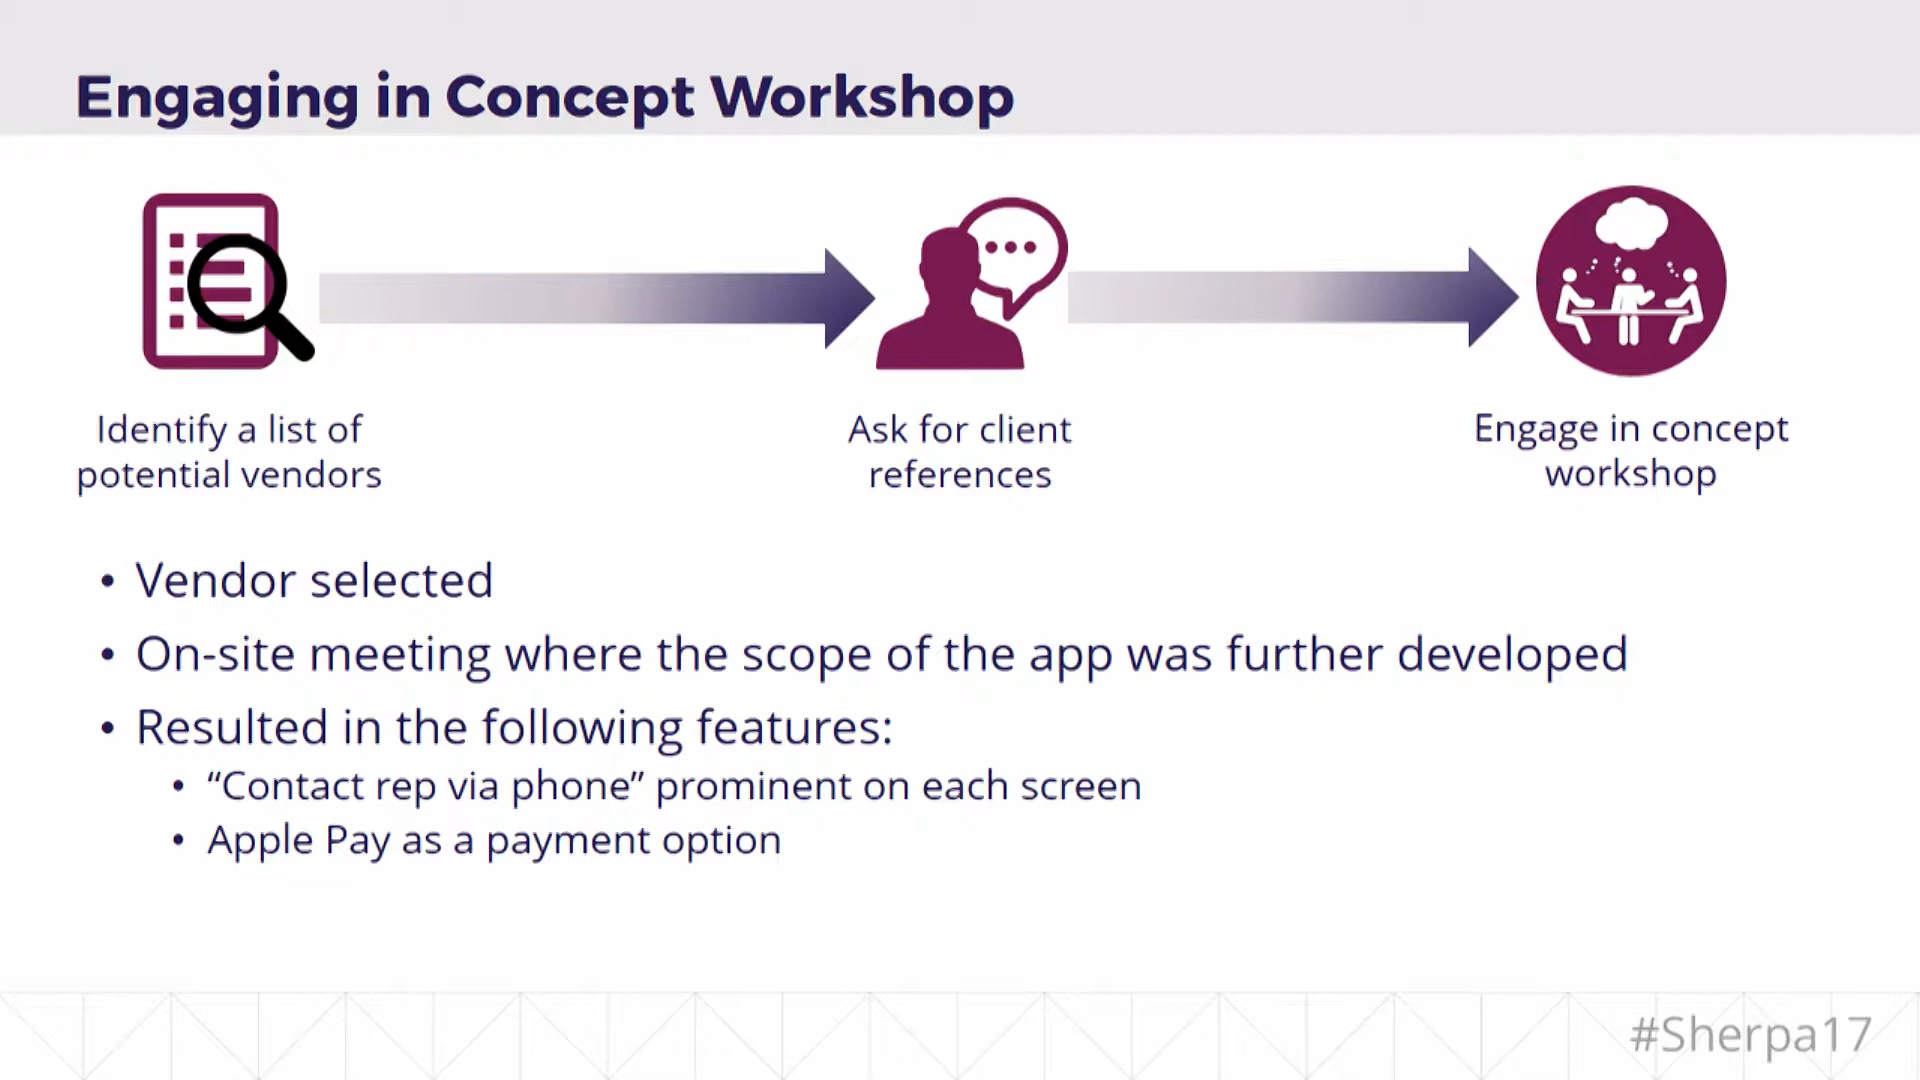 Engaging in Concept Workshop
Identify a list of
potential vendors
Ask for client
references
Engage in concept
workshop
• Vendor selected
• On-site meeting where the scope of the app was further developed
• Resulted in the following features:
• “Contact rep via phone” prominent on each screen
• Apple Pay as a payment option
#Sherpa17